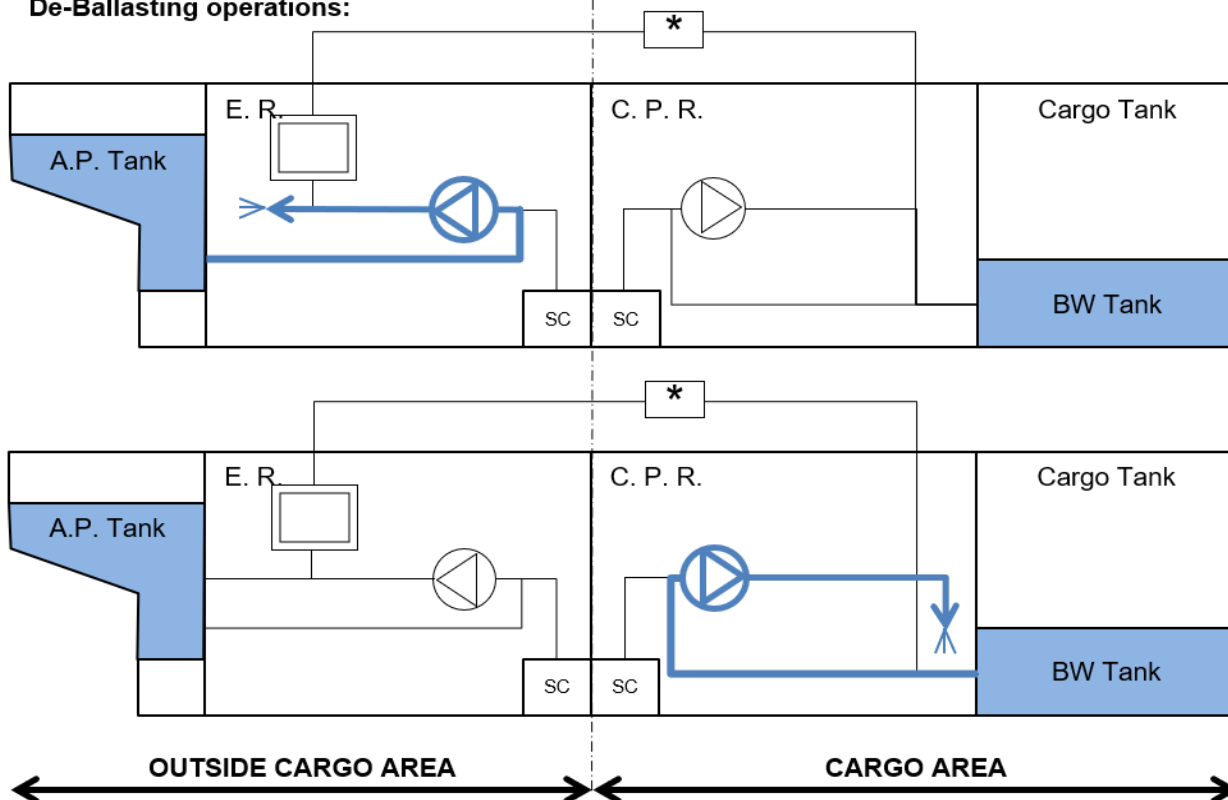 De-Ballasting operations:
*
E. R.
C. P. R.
Cargo Tank
A.P. Tank
BW Tank
SC
SC
*
E. R.
C. P. R.
Cargo Tank
A.P. Tank
BW Tank
SC
SC
OUTSIDE CARGO AREA
CARGO AREA